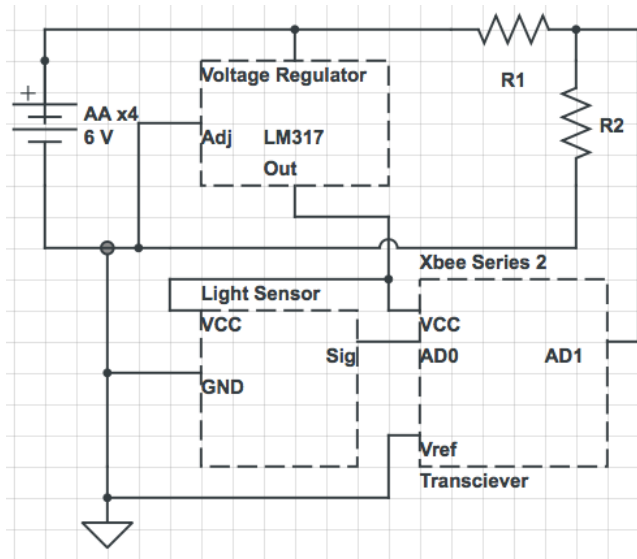 R1
R2
+
AA x4
6 V
Voltage Regulator
Adj
LM317
Out
Xbee Series 2
Light Sensor
VCC
VCC
Sig
AD0
AD1
GND
Vref
Transciever